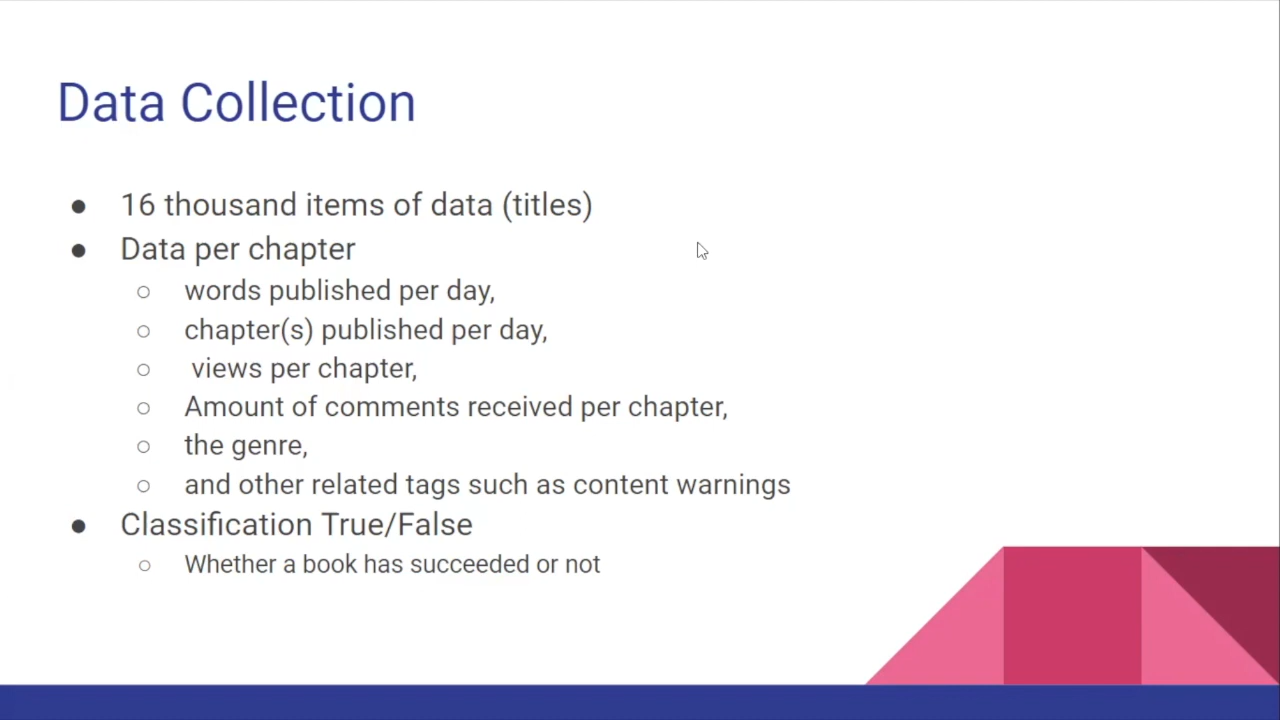 Data Collection
● 16 thousand items of data (titles)
● Data per chapter
○ words published per day,
○ chapter(s) published per day,
○ views per chapter,
○ Amount of comments received per chapter,
○ the genre,
○ and other related tags such as content warnings
● Classification True/False
○ Whether a book has succeeded or not